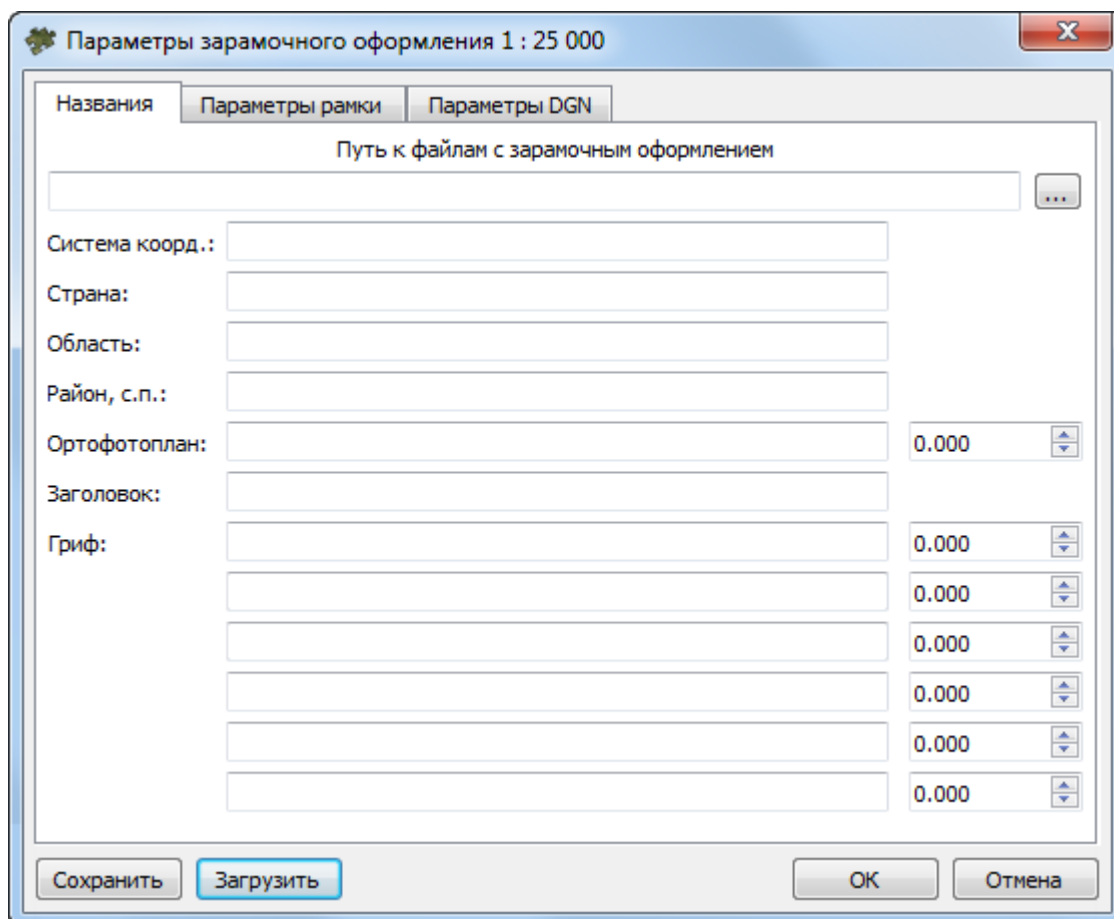 Параметры зарамочного оформления 1 : 25 000
Названия Параметры рамки Параметры DGN
Путь к файлам с зарамочным оформлением
...
Система коорд.:
Страна:
Область:
Район, с.п.:
Ортофотоплан: 0.000
Заголовок:
Гриф: 0.000
0.000
0.000
0.000
0.000
0.000
Сохранить Загрузить ОК Отмена